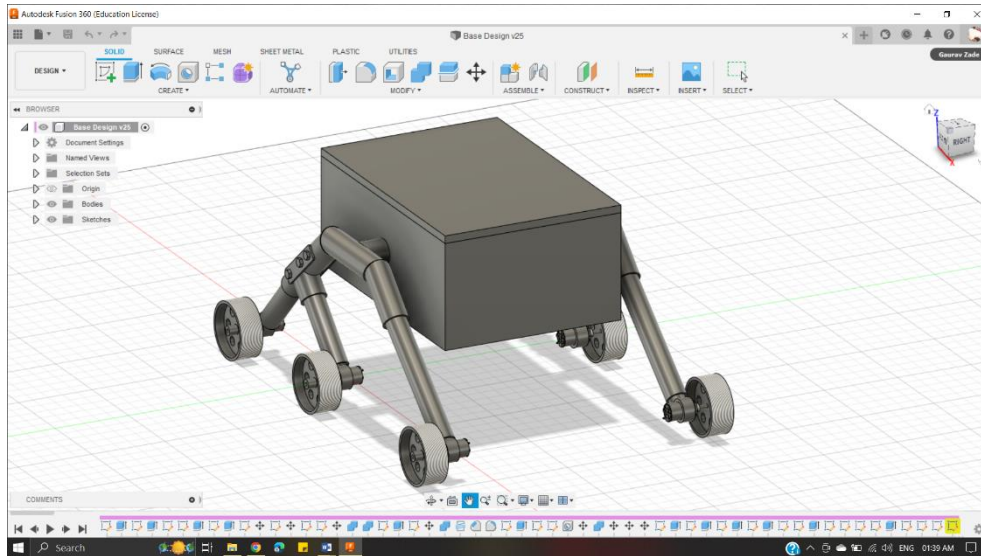 Autodesk Fusion 360 (Education License)
Base Design v25
Gaurav Zade
DESIGN
SOLID SURFACE MESH SHEET METAL PLASTIC UTILITIES
CREATE AUTOMATE MODIFY ASSEMBLE CONSTRUCT INSPECT INSERT SELECT
BROWSER
Base Design v25
Document Settings
Named Views
Selection Sets
Origin
Bodies
Sketches
Z
RIGHT
X
COMMENTS
Search
ENG 01:39 AM